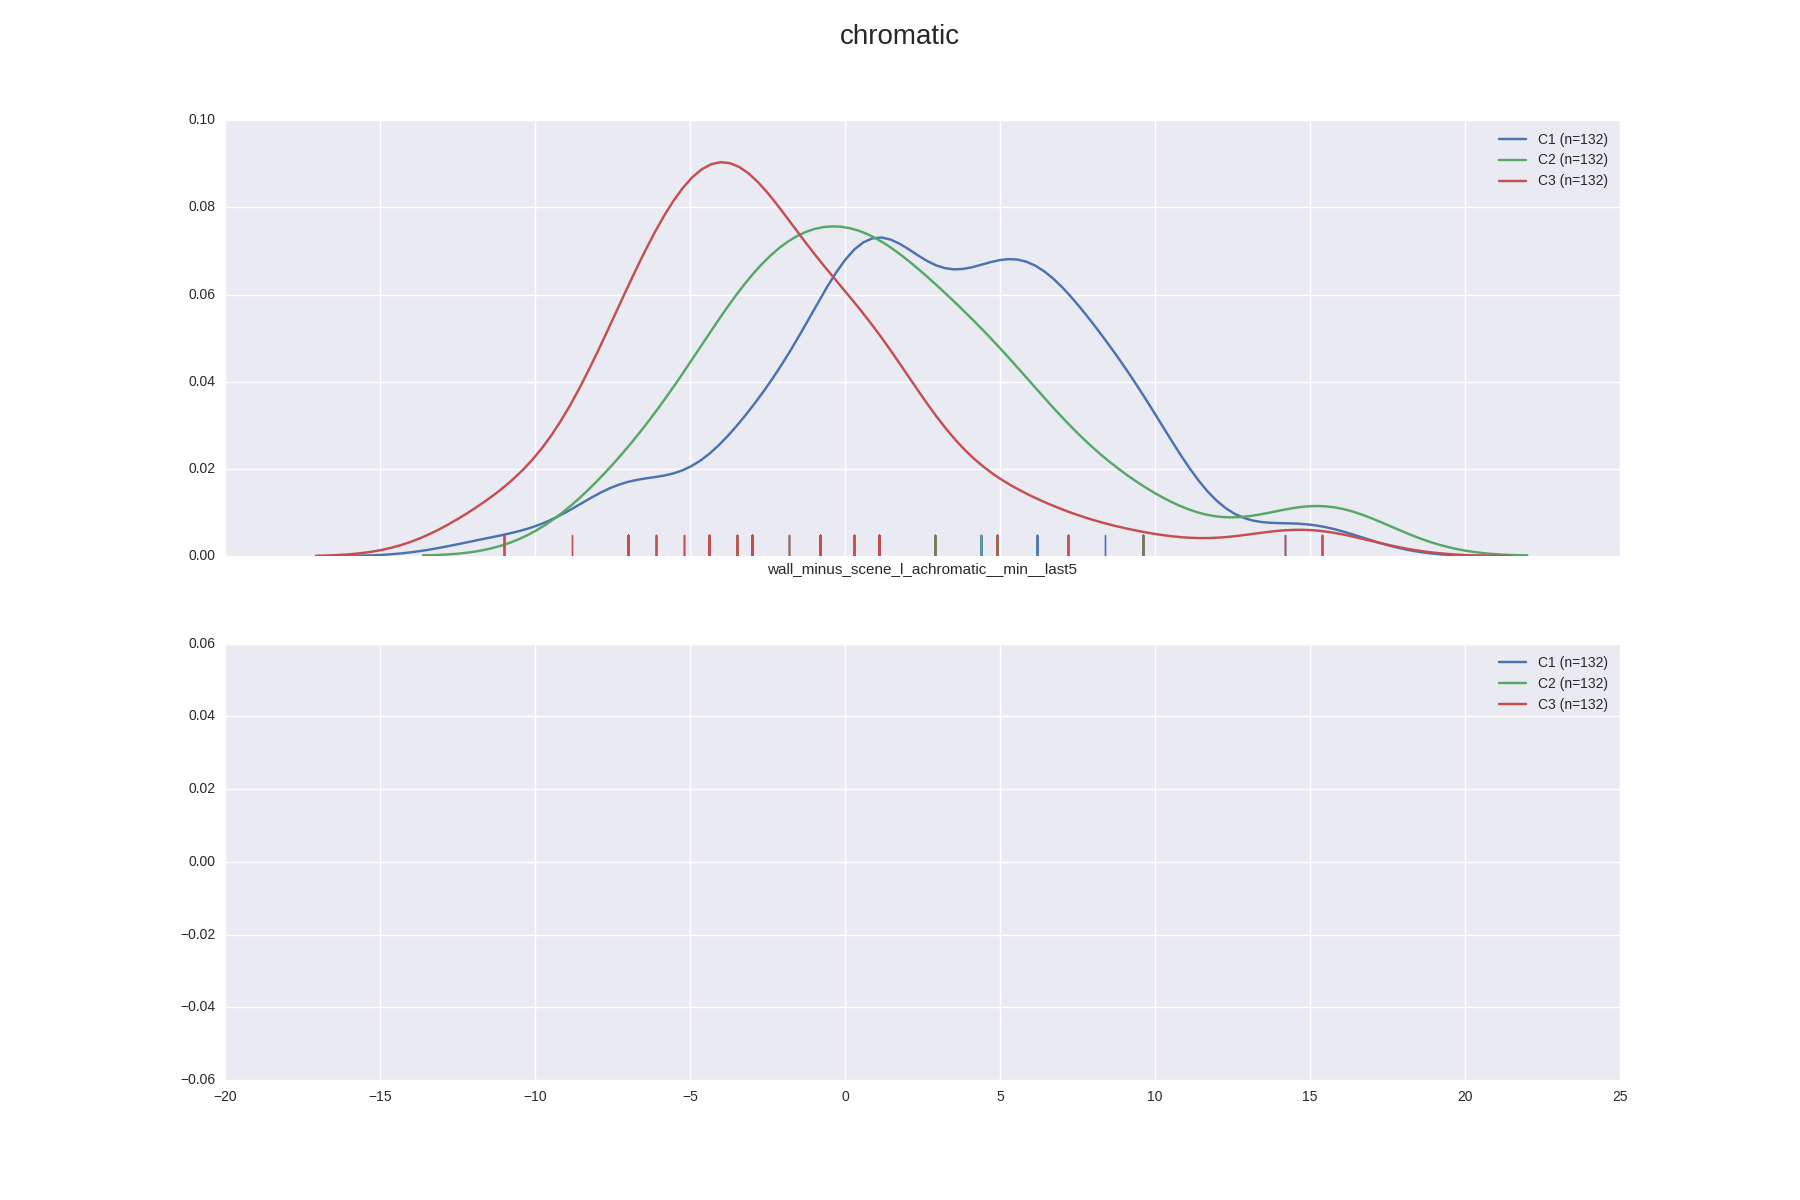 chromatic
0.10
0.08
0.06
0.04
0.02
0.00
C1 (n=132)
C2 (n=132)
C3 (n=132)
wall_minus_scene_l_achromatic__min__last5
0.06
0.04
0.02
0.00
−0.02
−0.04
−0.06
C1 (n=132)
C2 (n=132)
C3 (n=132)
−20 −15 −10 −5 0 5 10 15 20 25